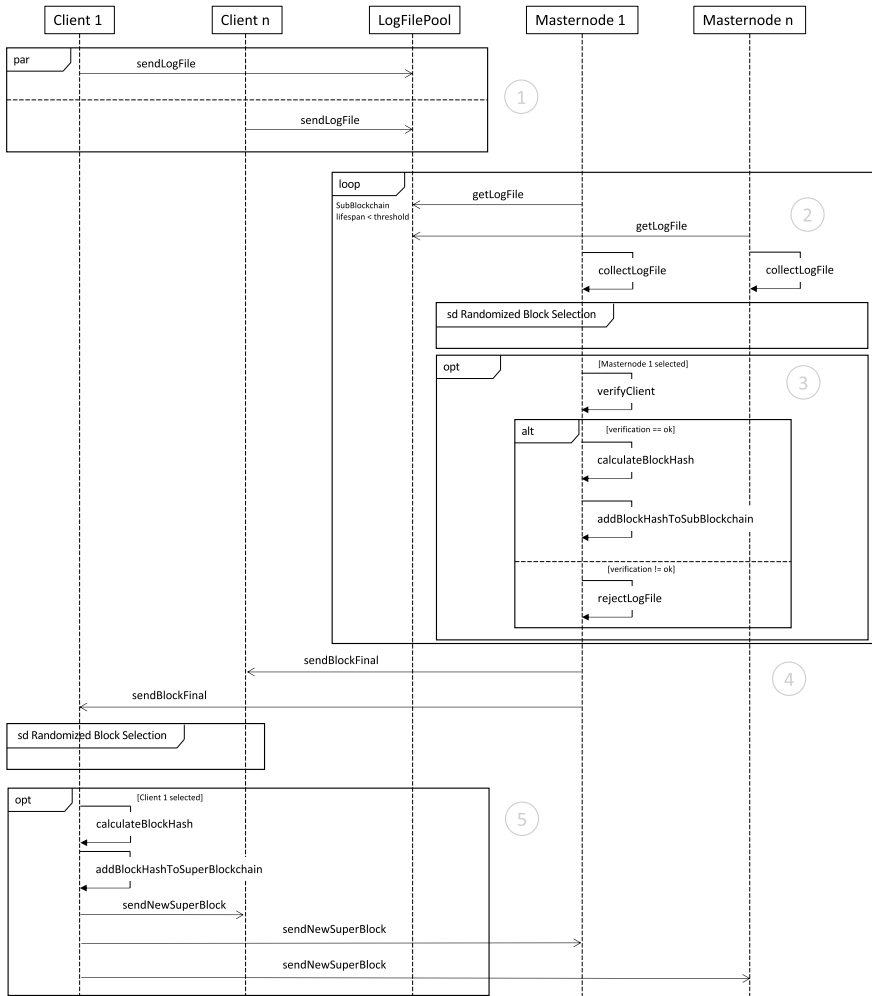 Client 1
Client n
LogFilePool
Masternode 1
Masternode n
par
sendLogFile
1
sendLogFile
loop
SubBlockchain
lifespan < threshold
getLogFile
2
getLogFile
collectLogFile
collectLogFile
sd Randomized Block Selection
opt
[Masternode 1 selected]
3
verifyClient
alt
[verification == ok]
calculateBlockHash
addBlockHashToSubBlockchain
[verification != ok]
rejectLogFile
sendBlockFinal
4
sendBlockFinal
sd Randomized Block Selection
opt
[Client 1 selected]
5
calculateBlockHash
addBlockHashToSuperBlockchain
sendNewSuperBlock
sendNewSuperBlock
sendNewSuperBlock